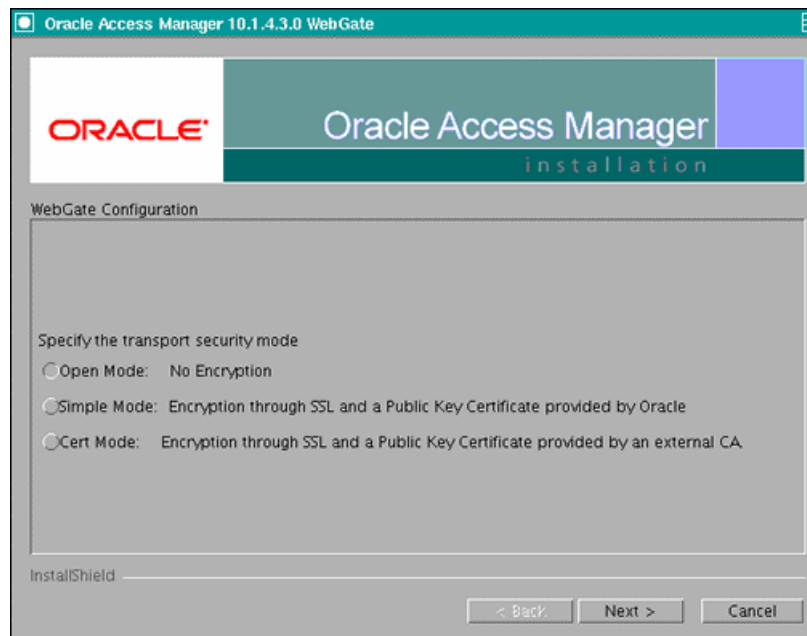 Oracle Access Manager 10.1.4.3.0 WebGate
ORACLE
Oracle Access Manager
installation
WebGate Configuration
Specify the transport security mode
Open Mode: No Encryption
Simple Mode: Encryption through SSL and a Public Key Certificate provided by Oracle
Cert Mode: Encryption through SSL and a Public Key Certificate provided by an external CA.
InstallShield
< Back
Next >
Cancel